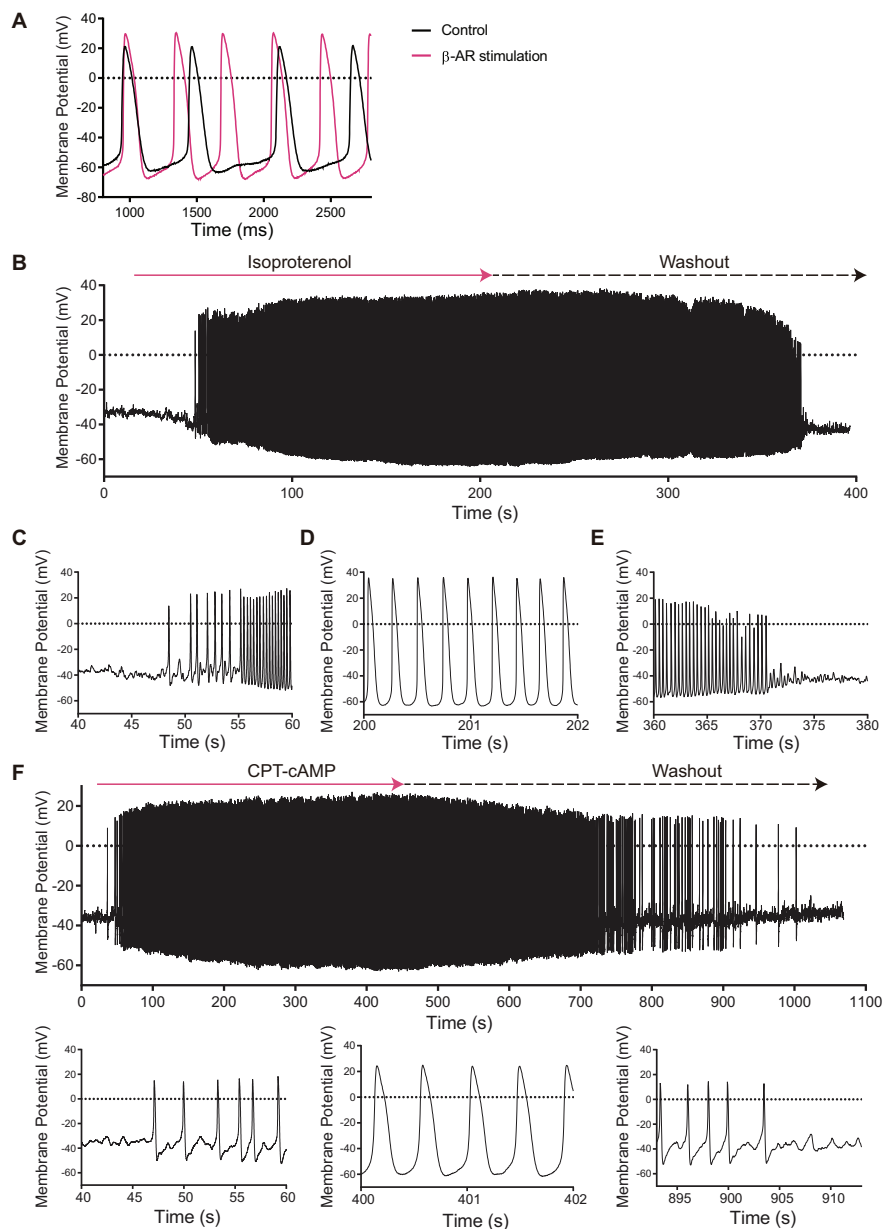 A
Membrane Potential (mV)
40
20
0
-20
-40
-60
-80
1000 1500 2000 2500
Time (ms)
Control
β-AR stimulation
B
Isoproterenol Washout
Membrane Potential (mV)
40
20
0
-20
-40
-60
0 100 200 300 400
Time (s)
C
Membrane Potential (mV)
40
20
0
-20
-40
-60
40 45 50 55 60
Time (s)
D
Membrane Potential (mV)
40
20
0
-20
-40
-60
200 201 202
Time (s)
E
Membrane Potential (mV)
40
20
0
-20
-40
-60
360 365 370 375 380
Time (s)
F
CPT-cAMP Washout
Membrane Potential (mV)
20
0
-20
-40
-60
0 100 200 300 400 500 600 700 800 900 1000 1100
Time (s)
Membrane Potential (mV)
40
20
0
-20
-40
-60
40 45 50 55 60
Time (s)
Membrane Potential (mV)
40
20
0
-20
-40
-60
400 401 402
Time (s)
Membrane Potential (mV)
40
20
0
-20
-40
-60
895 900 905 910
Time (s)